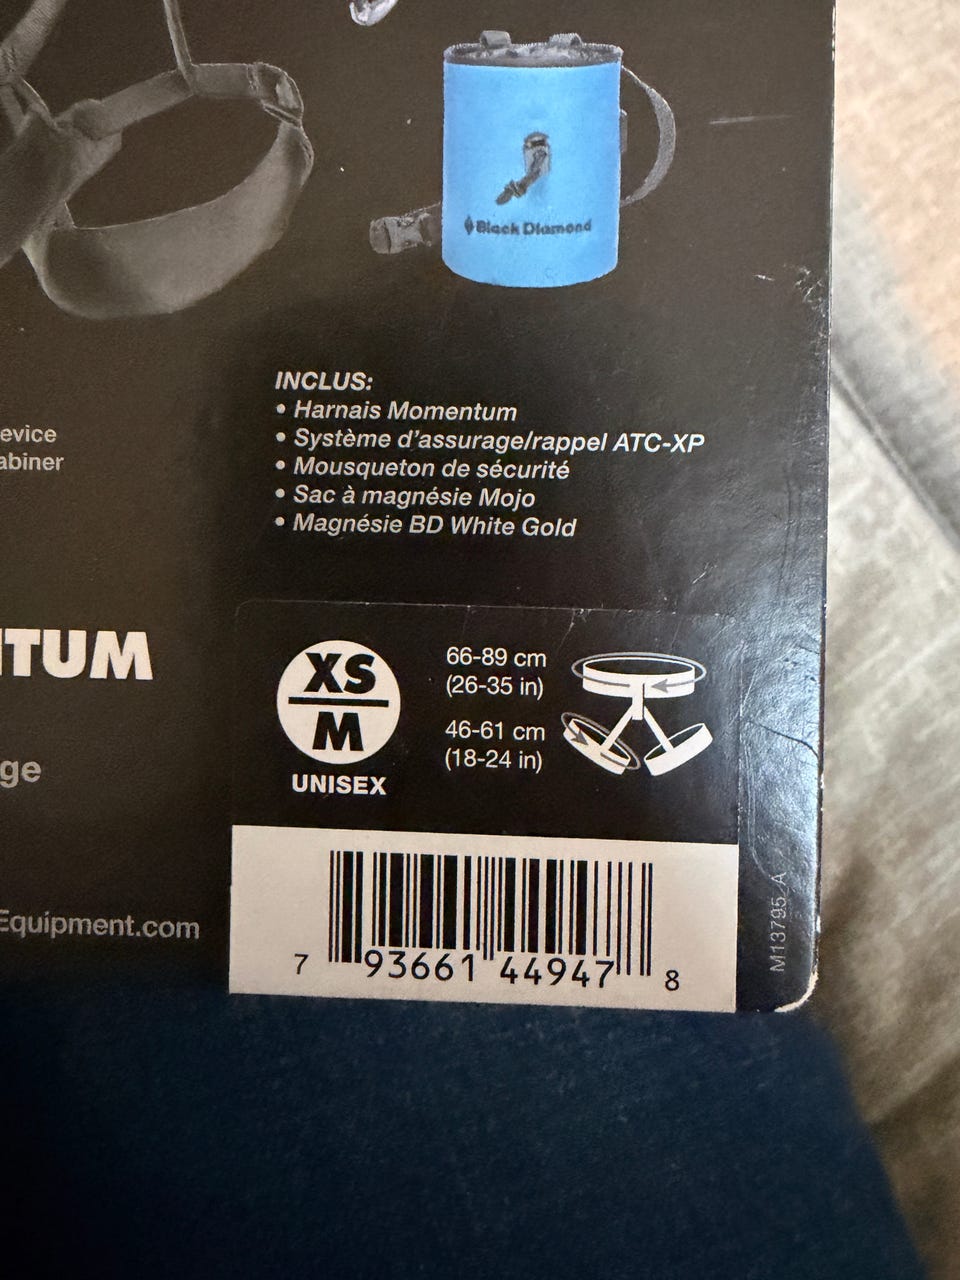 Black Diamond
INCLUS:
• Harnais Momentum
• Système d'assurage/rappel ATC-XP
• Mousqueton de sécurité
• Sac à magnésie Mojo
• Magnésie BD White Gold
evice
abiner
NTUM
ge
Equipment.com
XS
M
UNISEX
66-89 cm
(26-35 in)
46-61 cm
(18-24 in)
7 93661 44947 8
M13795_A